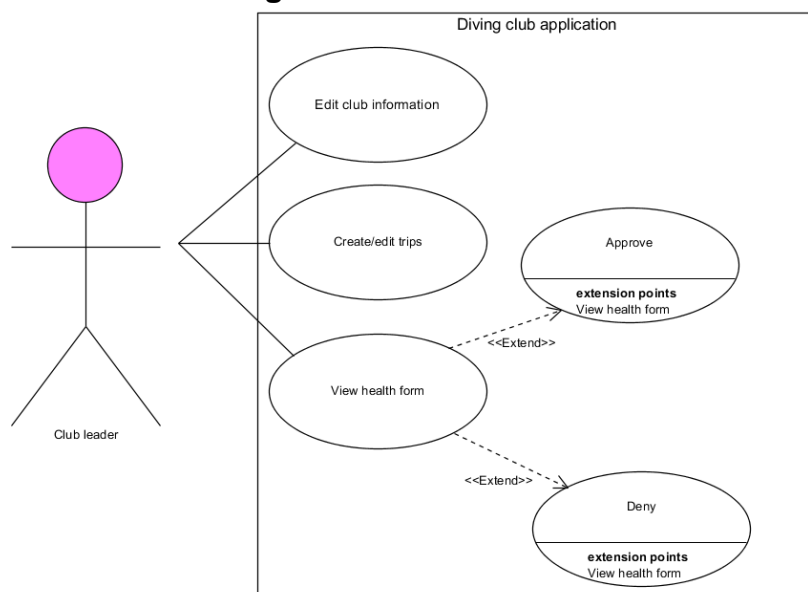 Diving club application
Edit club information
Create/edit trips
Approve
extension points
View health form
<<Extend>>
View health form
Club leader
<<Extend>>
Deny
extension points
View health form